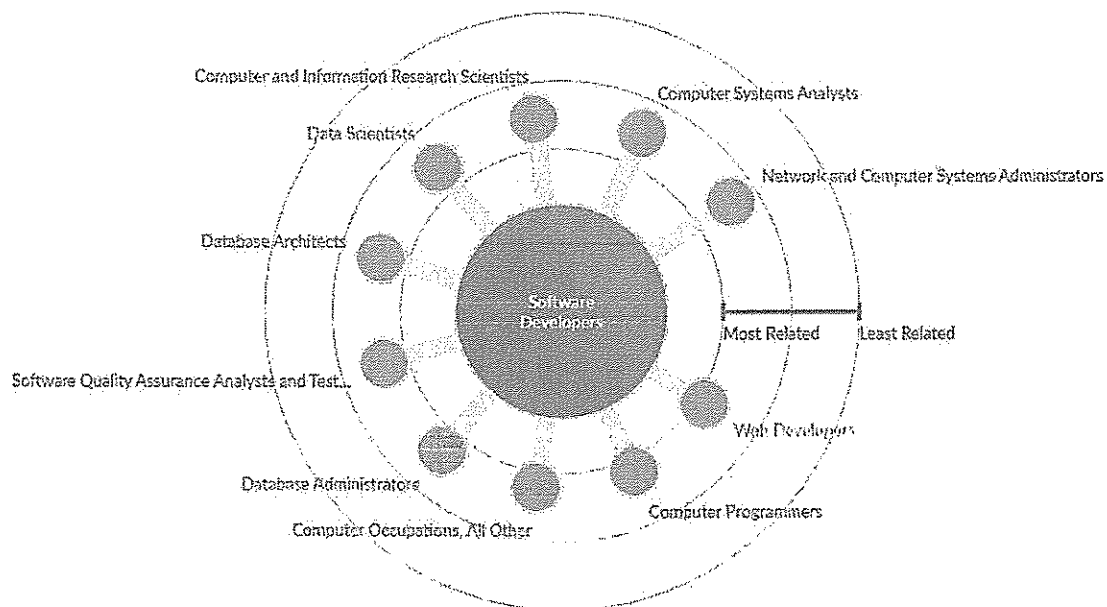 Computer and Information Research Scientists
Computer Systems Analysts
Data Scientists
Network and Computer Systems Administrators
Database Architects
Software
Developers
Most Related
Least Related
Software Quality Assurance Analysts and Test...
Web Developers
Database Administrators
Computer Programmers
Computer Occupations, All Other